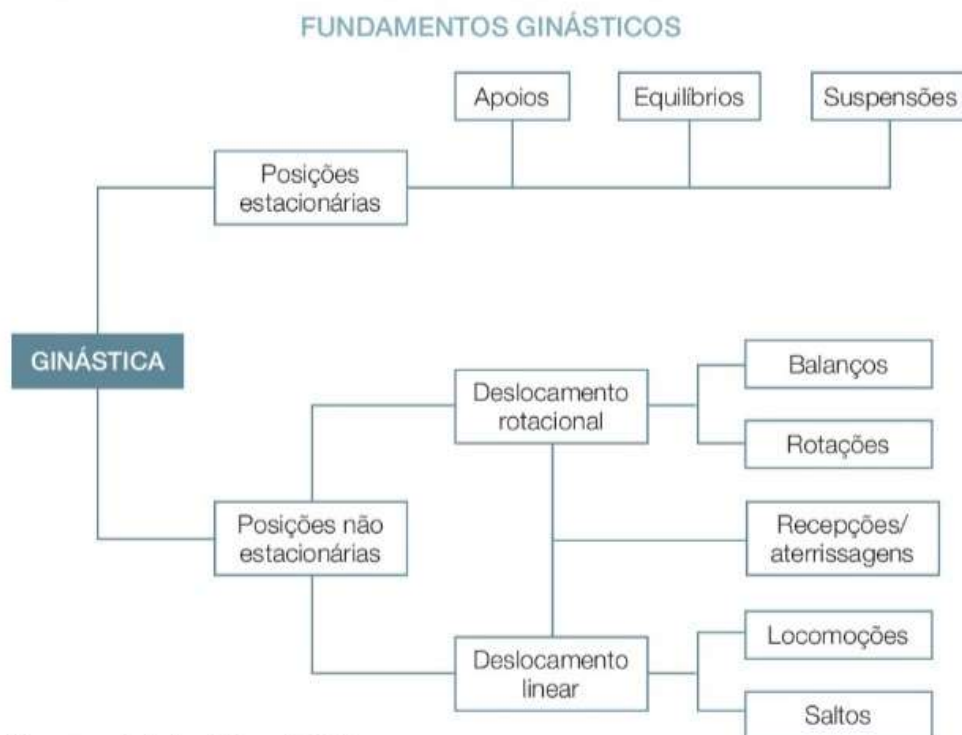 FUNDAMENTOS GINÁSTICOS
Apoios
Equilíbrios
Suspensões
Posições
estacionárias
GINÁSTICA
Deslocamento
rotacional
Balanços
Rotações
Posições não
estacionárias
Recepções/
aterrissagens
Deslocamento
linear
Locomoções
Saltos